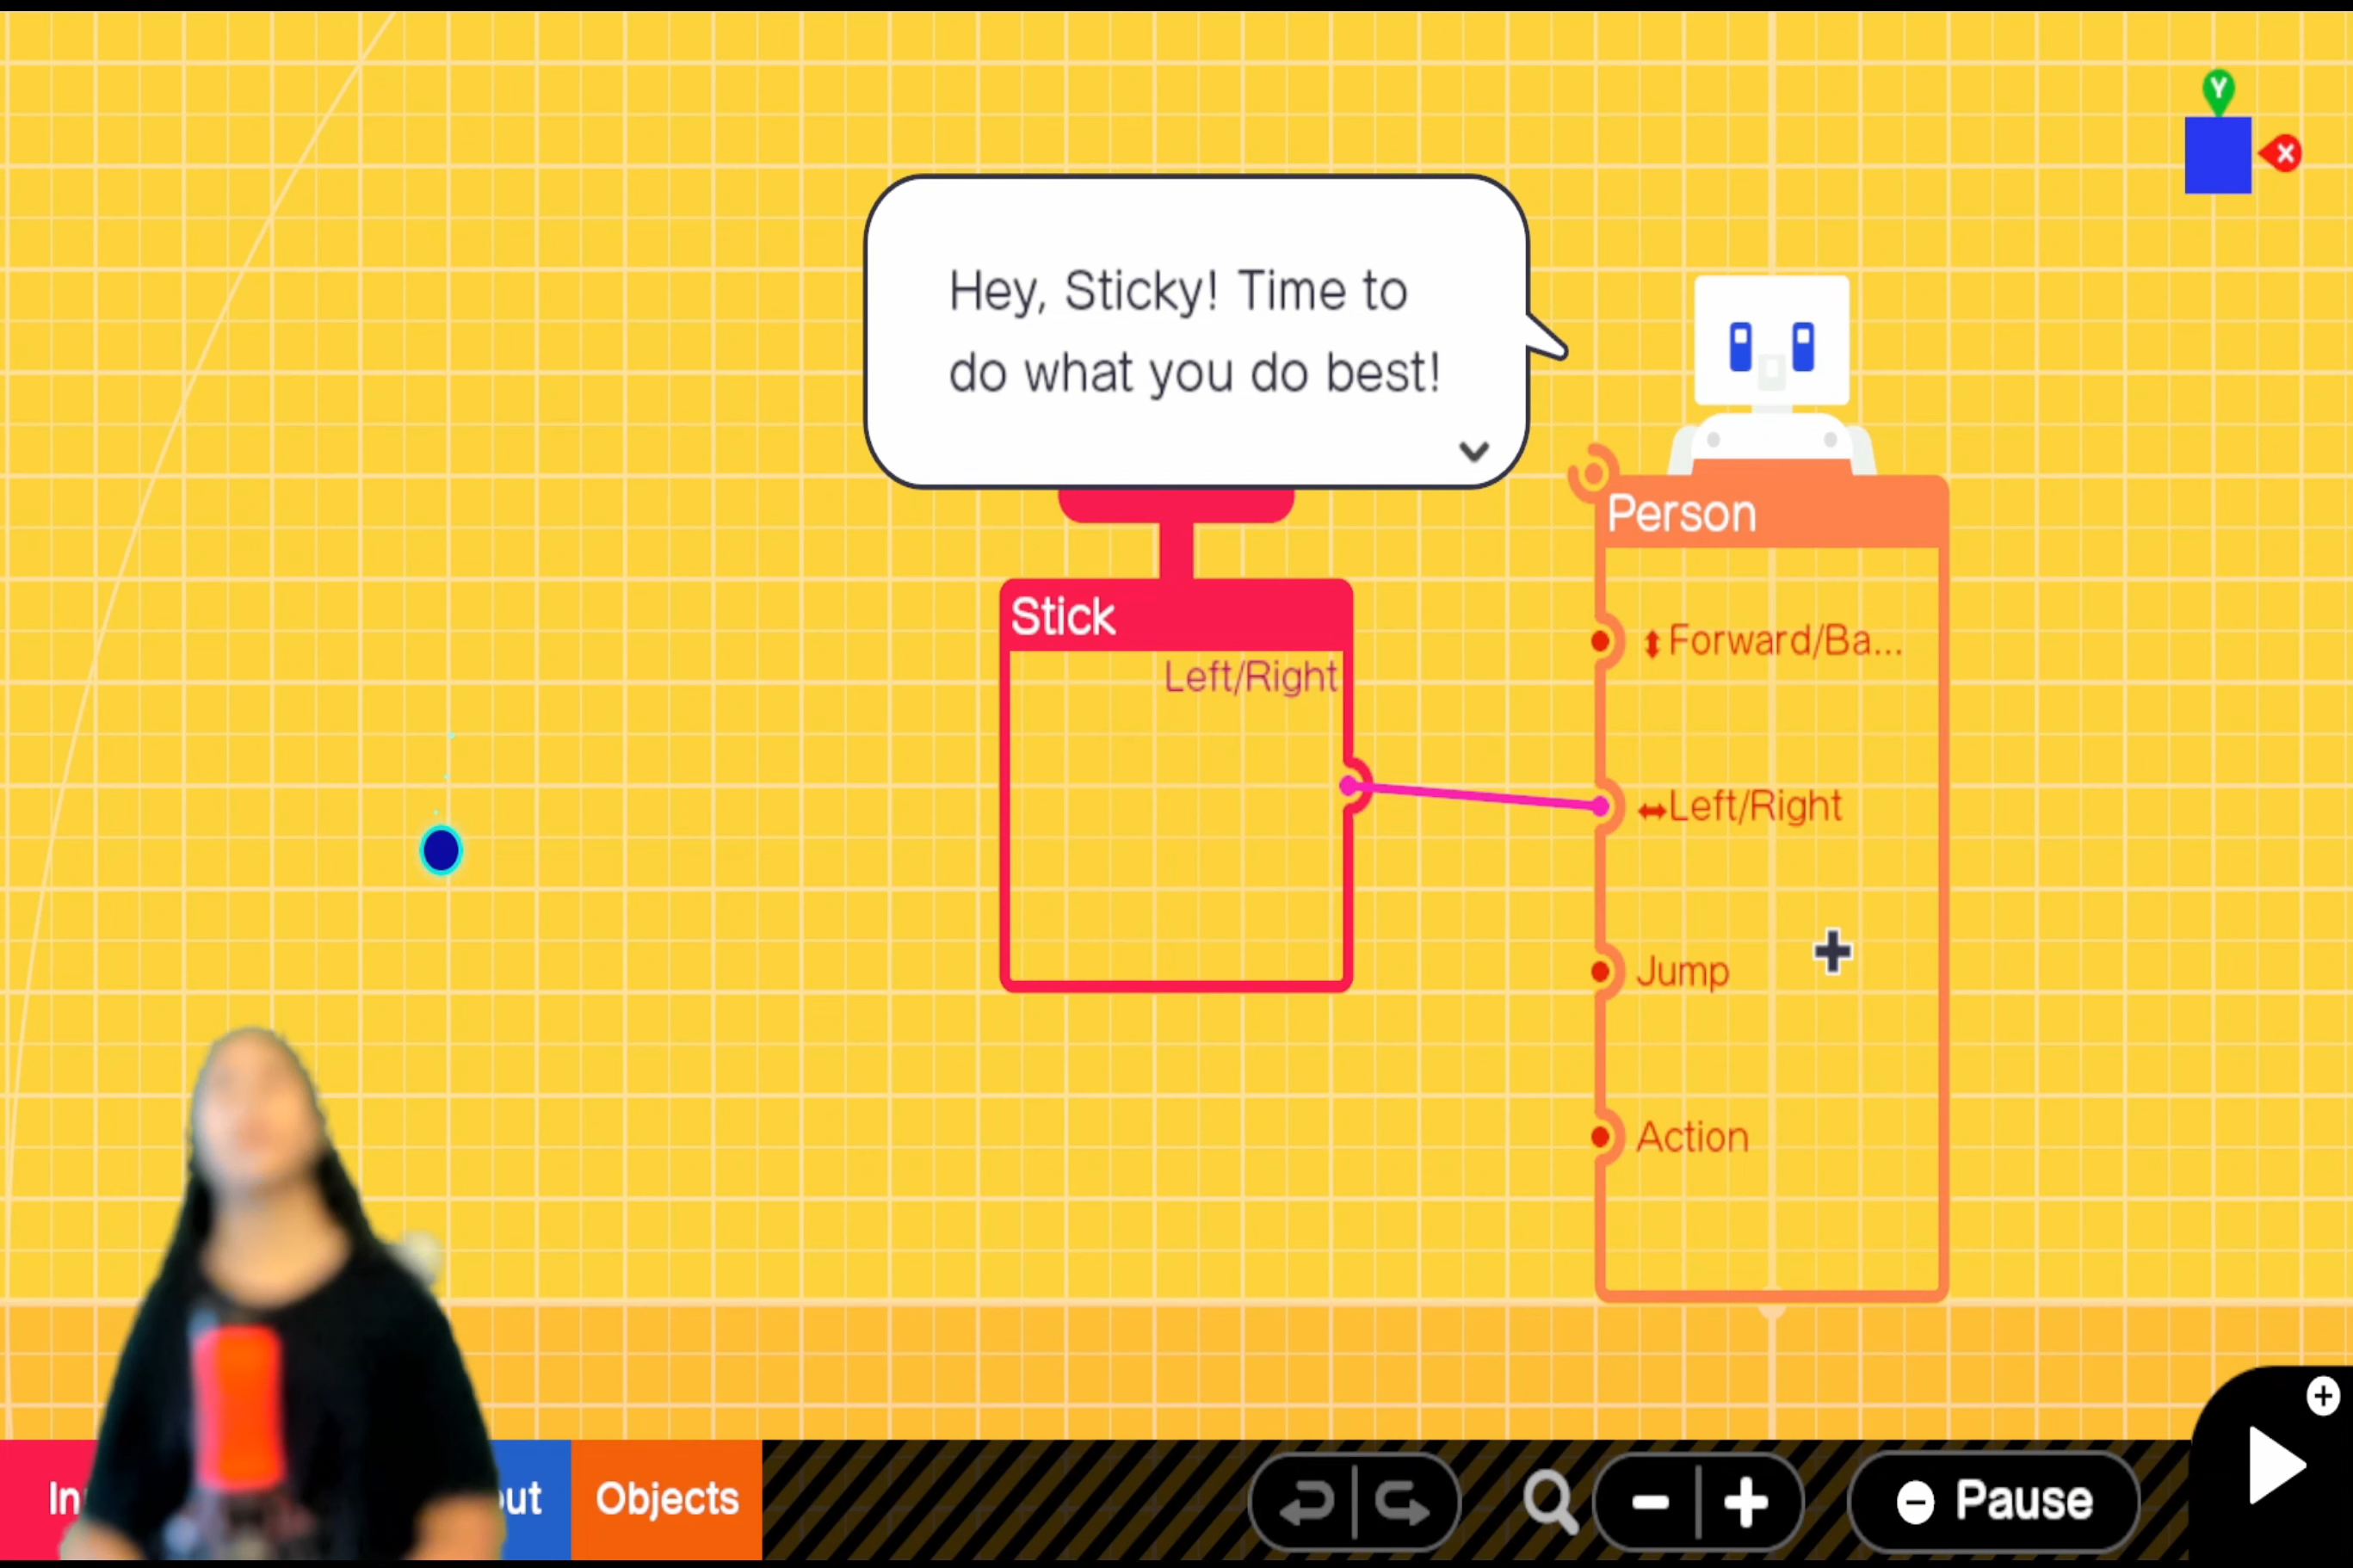 Y
X
Hey, Sticky! Time to
do what you do best!
Person
Stick
Forward/Ba...
Left/Right
Left/Right
Jump
Action
Objects
Pause